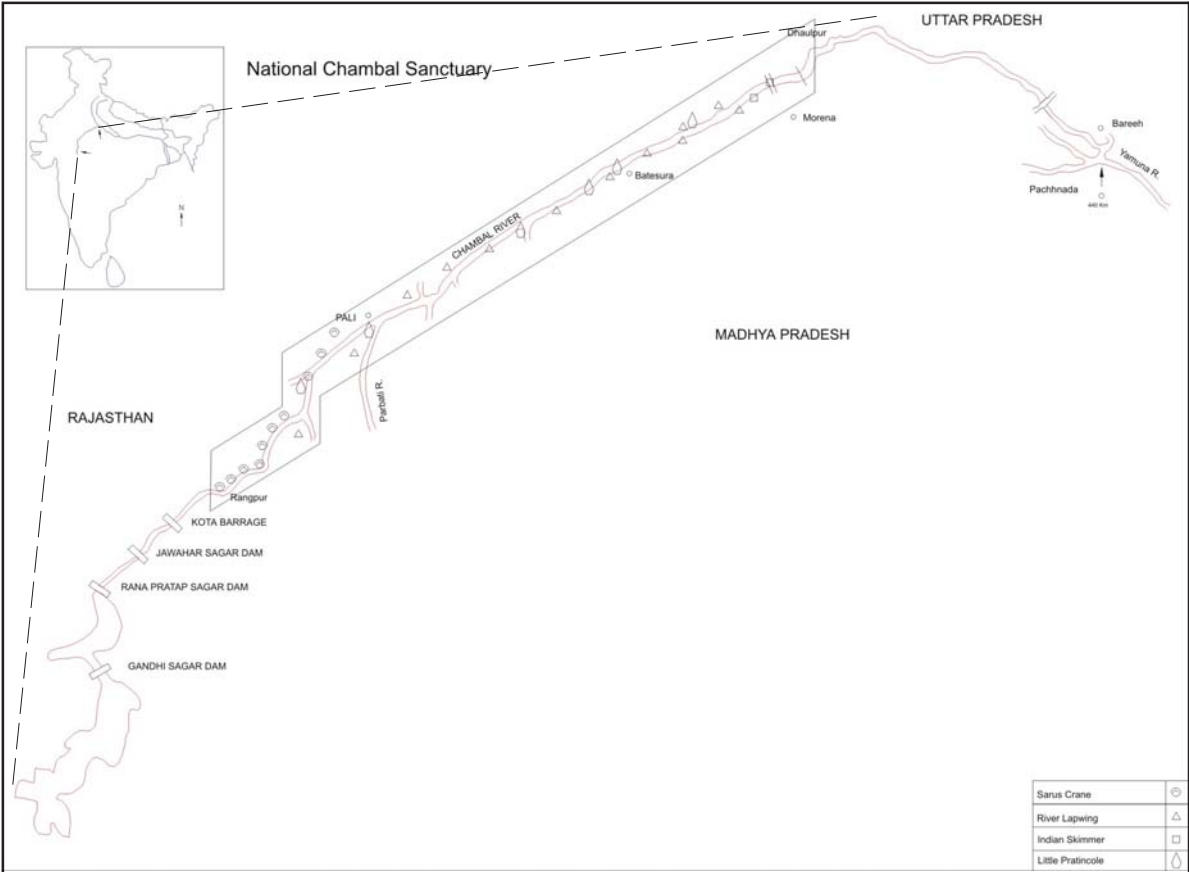 UTTAR PRADESH
Dhaulpur
National Chambal Sanctuary
Morena
Bareeh
Yamuna R.
Batesura
Pachhnada
440 Km
N
CHAMBAL RIVER
PALI
MADHYA PRADESH
Parbati R.
RAJASTHAN
Rangpur
KOTA BARRAGE
JAWAHAR SAGAR DAM
RANA PRATAP SAGAR DAM
GANDHI SAGAR DAM
Sarus Crane
River Lapwing
Indian Skimmer
Little Pratincole